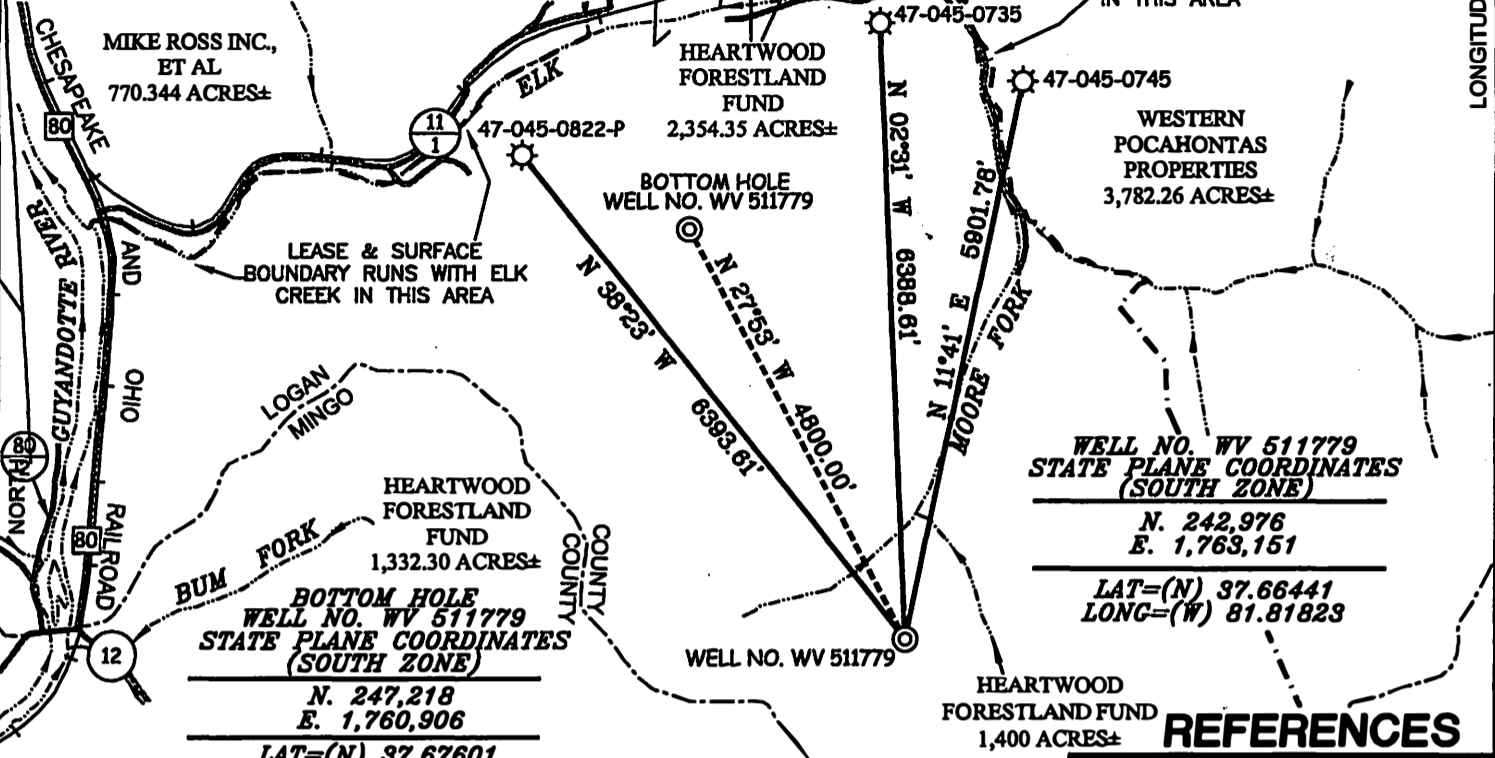 IN THIS AREA
47-045-0735
LONGITUD
CHESAPEAKE
MIKE ROSS INC.,
ET AL
770.344 ACRES±
HEARTWOOD
FORESTLAND
FUND
2,354.35 ACRES±
ELK
47-045-0745
80
11
1
47-045-0822-P
WESTERN
POCAHONTAS
PROPERTIES
3,782.26 ACRES±
BOTTOM HOLE
WELL NO. WV 511779
GUYANDOTTE RIVER
AND
LEASE & SURFACE
BOUNDARY RUNS WITH ELK
CREEK IN THIS AREA
N 38°23' W 6393.61'
N 27°53' W 4800.00'
N 02°31' W 6388.61'
N 11°41' E 5901.78'
MOORE FORK
OHIO
LOGAN
MINGO
80
NORTH
HEARTWOOD
FORESTLAND
FUND
1,332.30 ACRES±
COUNTY
COUNTY
80
RAILROAD
BUM FORK
WELL NO. WV 511779
STATE PLANE COORDINATES
(SOUTH ZONE)
N. 242,976
E. 1,763,151
LAT=(N) 37.66441
LONG=(W) 81.81823
BOTTOM HOLE
WELL NO. WV 511779
STATE PLANE COORDINATES
(SOUTH ZONE)
N. 247,218
E. 1,760,906
LAT=(N) 37.67601
12
WELL NO. WV 511779
HEARTWOOD
FORESTLAND FUND
1,400 ACRES±
REFERENCES